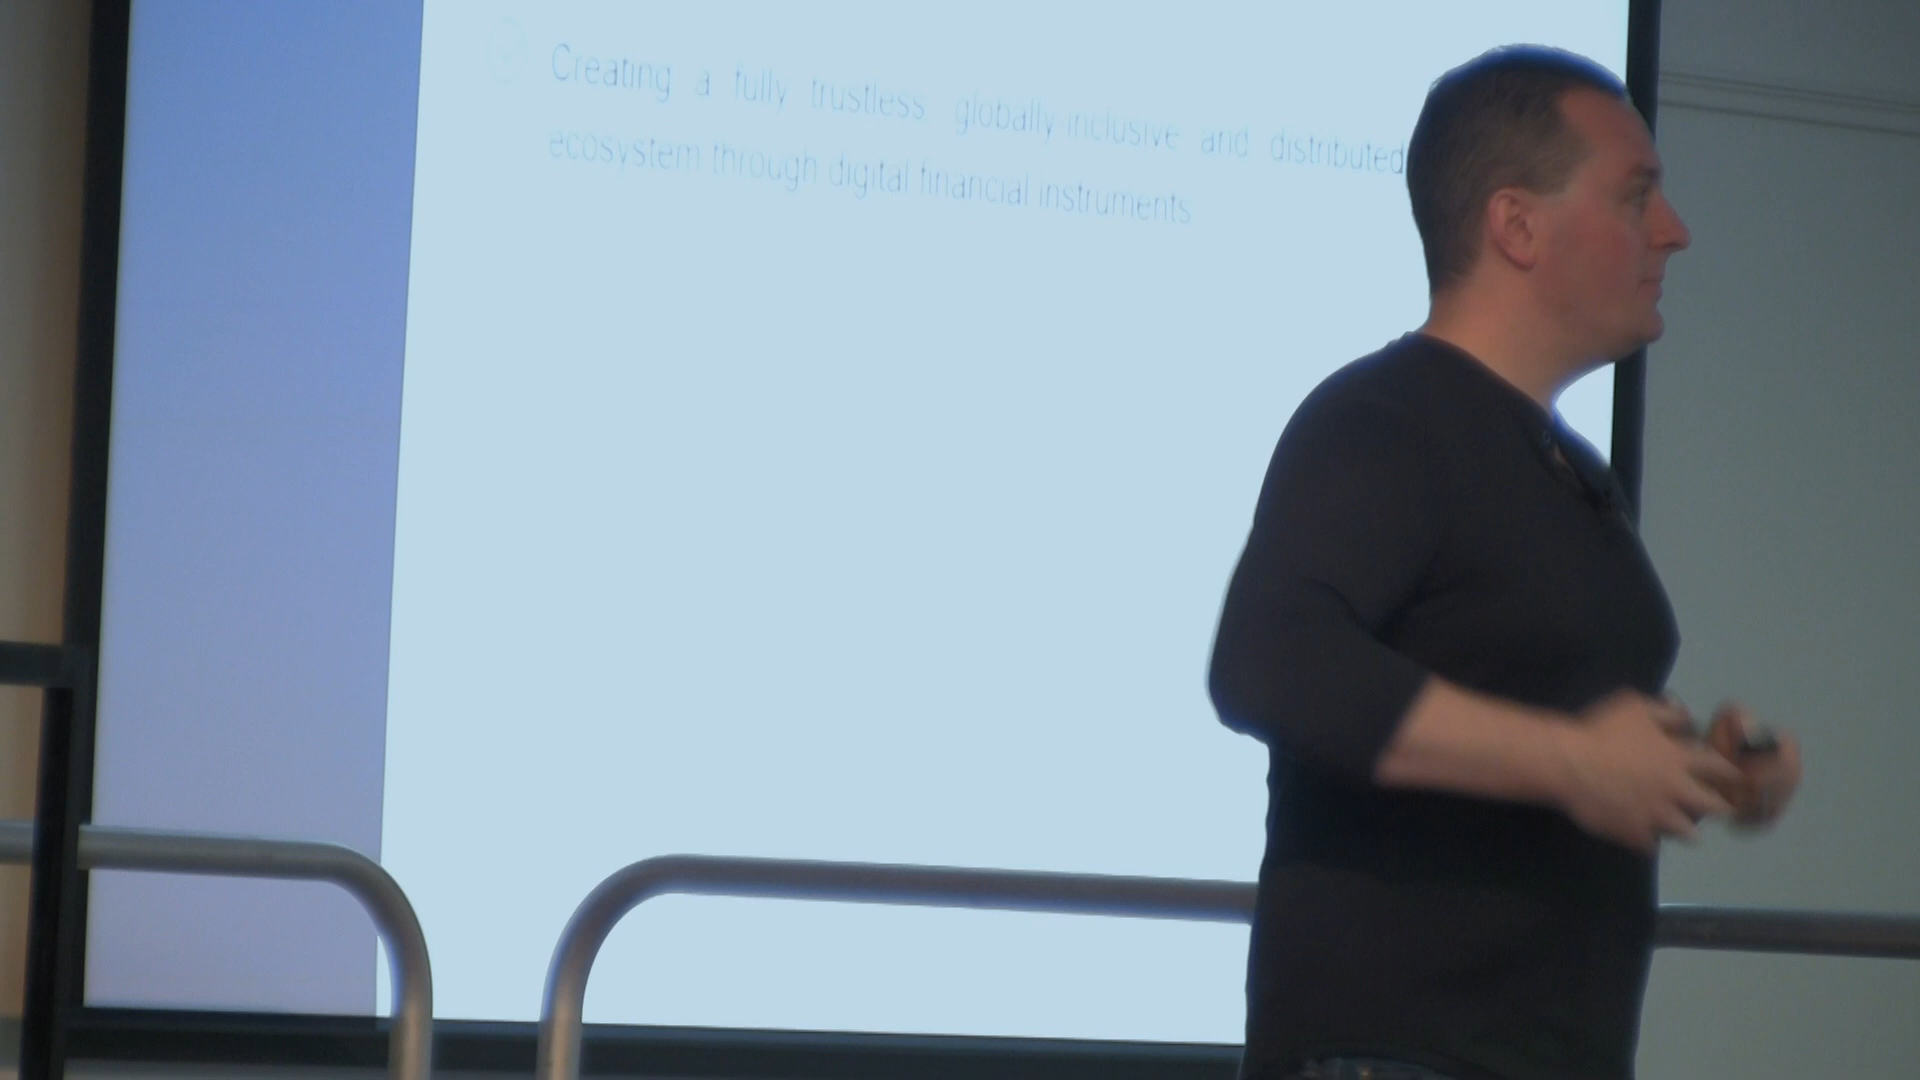 Creating a fully trustless, globally-inclusive and distributed
ecosystem through digital financial instruments